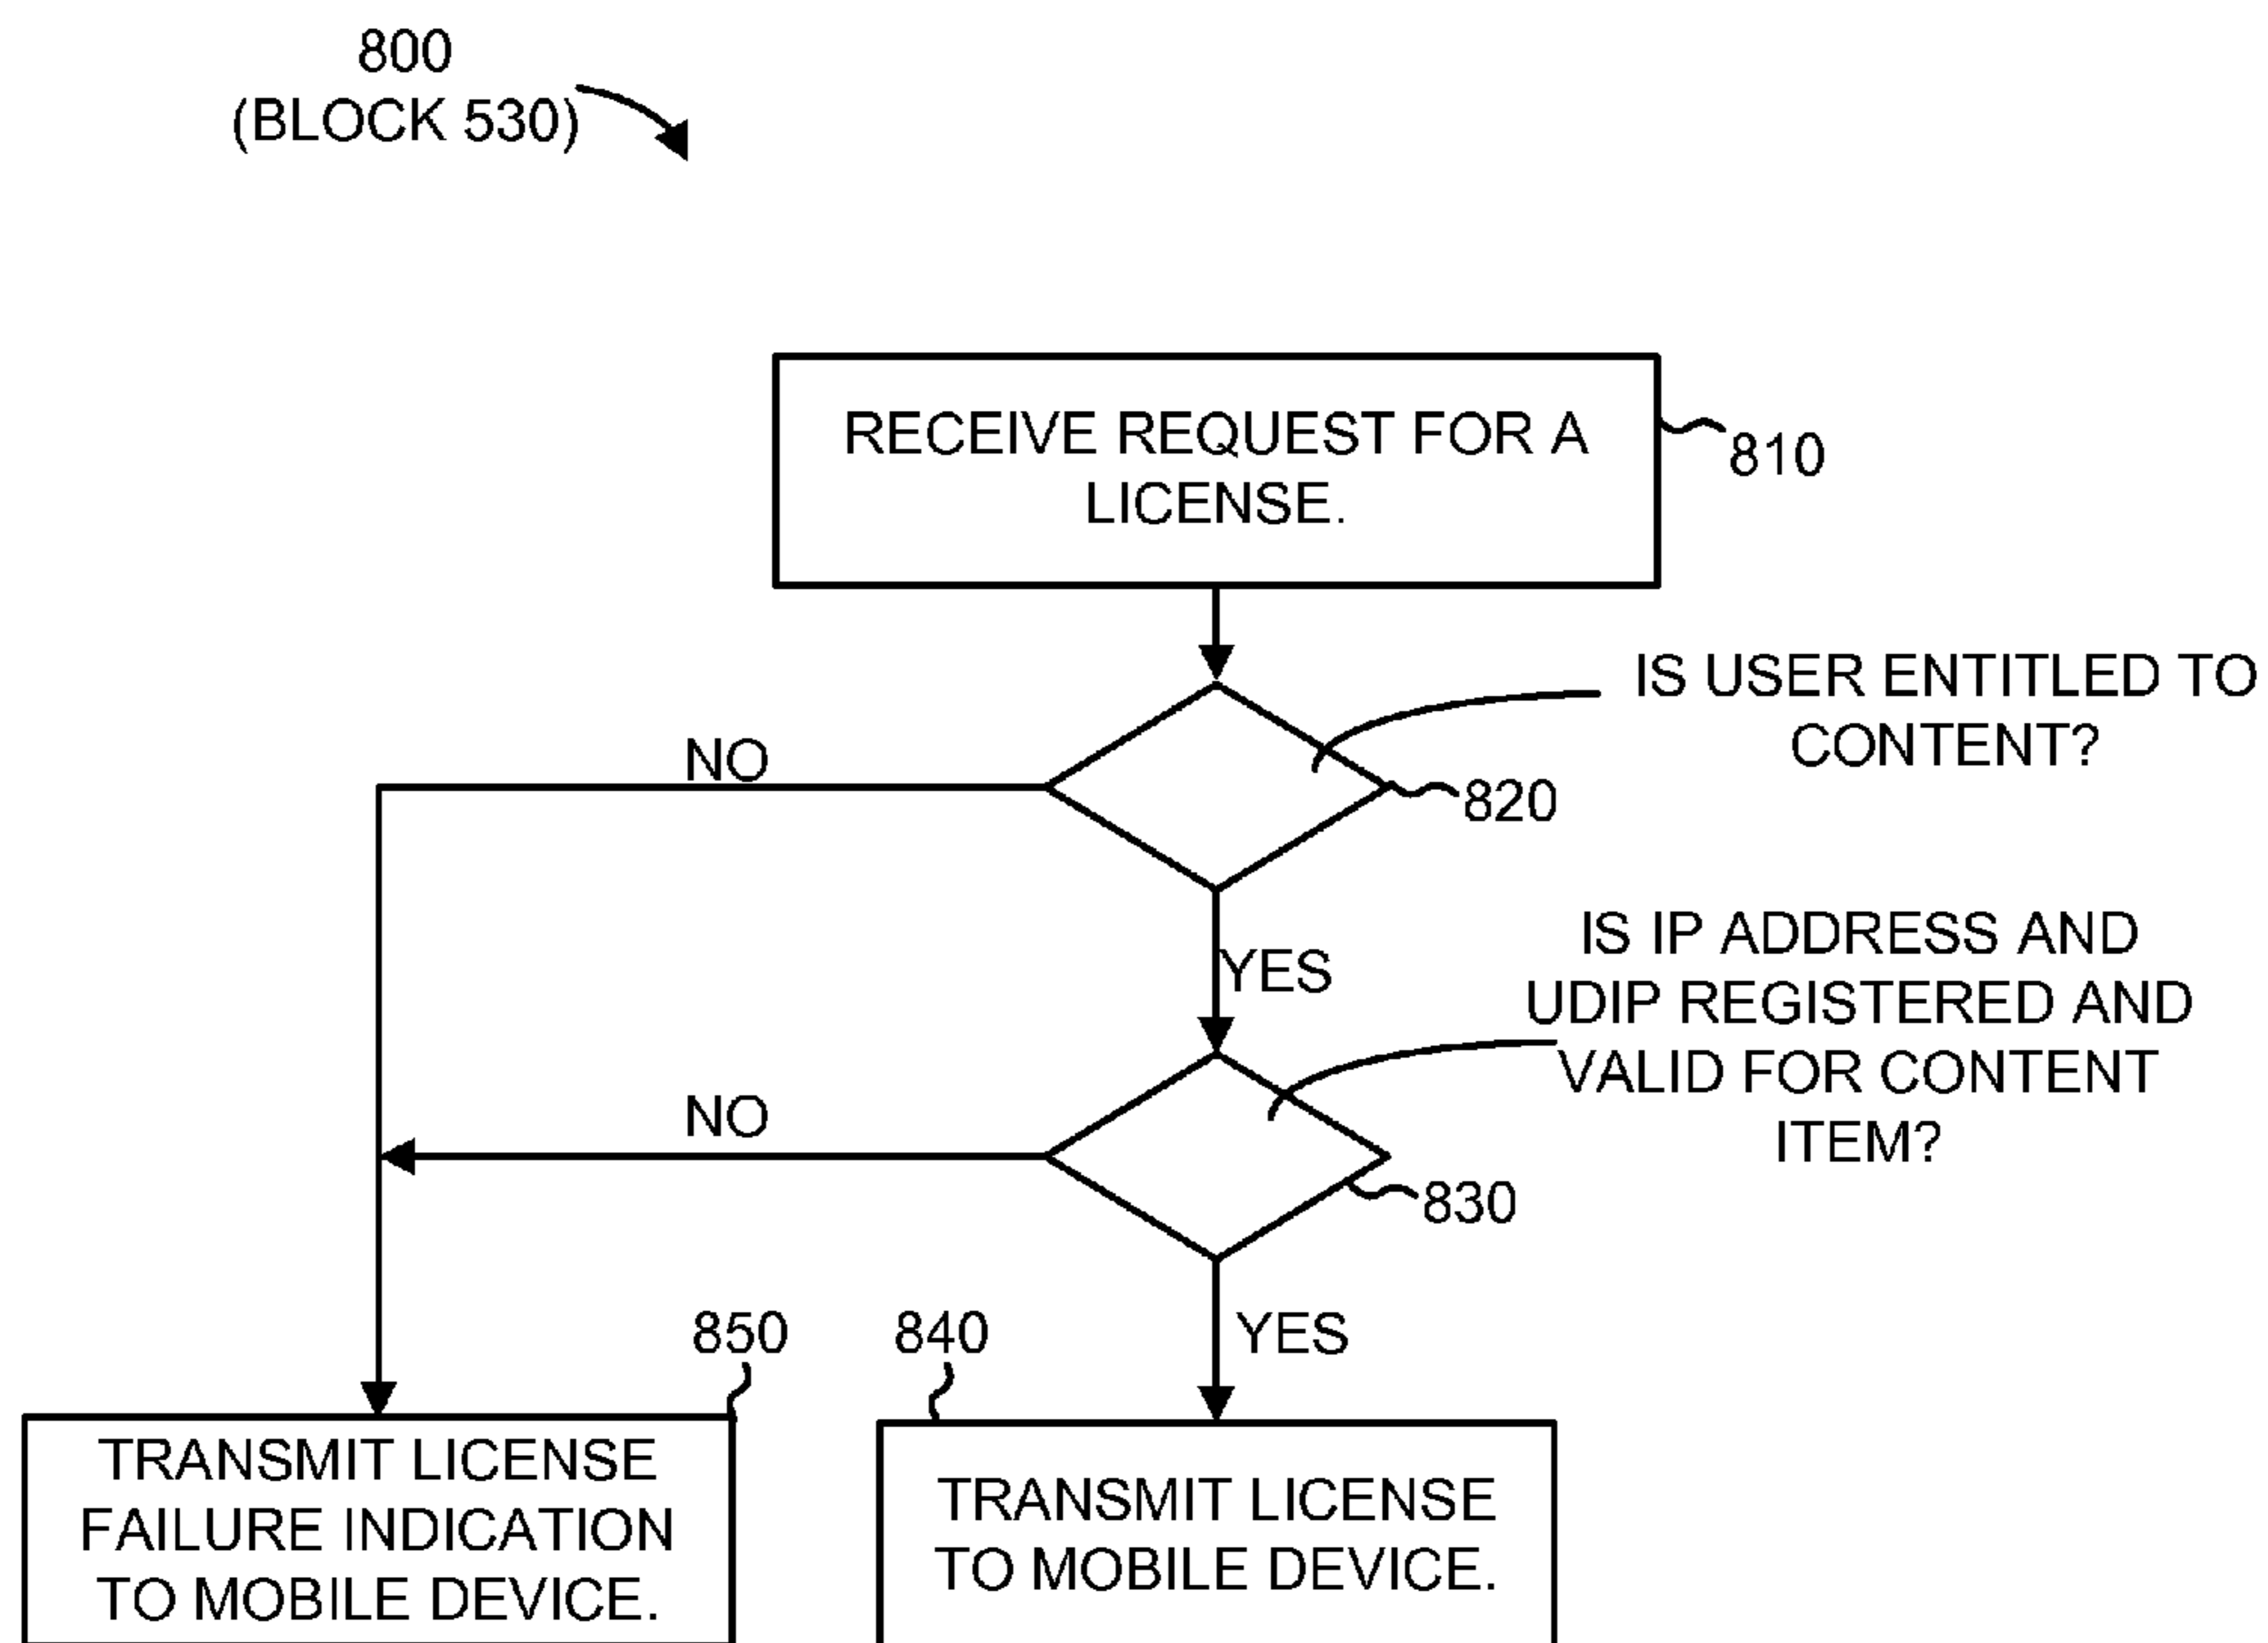 800
(BLOCK 530)
RECEIVE REQUEST FOR A
LICENSE.
810
IS USER ENTITLED TO
CONTENT?
NO
820
YES
IS IP ADDRESS AND
UDIP REGISTERED AND
VALID FOR CONTENT
ITEM?
NO
830
YES
850
840
TRANSMIT LICENSE
FAILURE INDICATION
TO MOBILE DEVICE.
TRANSMIT LICENSE
TO MOBILE DEVICE.